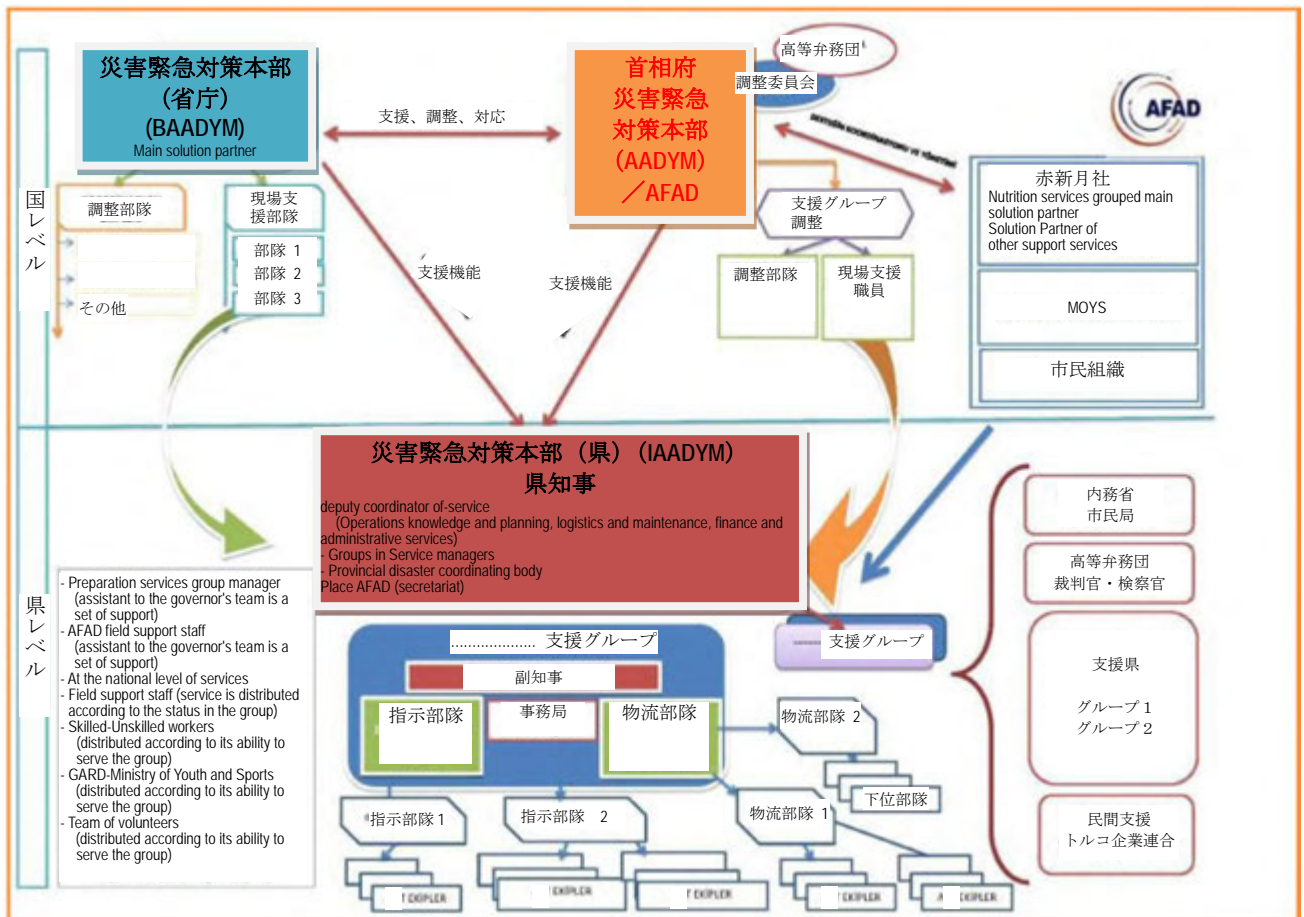 災害緊急対策本部
(省庁)
(BAADYM)
Main solution partner
支援、調整、対応
首相府
災害緊急
対策本部
(AADYM)
／AFAD
高等弁務団
調整委員会
AFAD
国レベル
調整部隊
その他
現場支
援部隊
部隊 1
部隊 2
部隊 3
支援機能
支援機能
支援グループ
調整
調整部隊
現場支援
職員
赤新月社
Nutrition services grouped main
solution partner
Solution Partner of
other support services
MOYS
市民組織
災害緊急対策本部（県）(IAADYM)
県知事
deputy coordinator of-service
(Operations knowledge and planning, logistics and maintenance, finance and
administrative services)
- Groups in Service managers
- Provincial disaster coordinating body
Place AFAD (secretariat)
県レベル
- Preparation services group manager
(assistant to the governor's team is a
set of support)
- AFAD field support staff
(assistant to the governor's team is a
set of support)
- At the national level of services
- Field support staff (service is distributed
according to the status in the group)
- Skilled-Unskilled workers
(distributed according to its ability to
serve the group)
- GARD-Ministry of Youth and Sports
(distributed according to its ability to
serve the group)
- Team of volunteers
(distributed according to its ability to
serve the group)
.................... 支援グループ
副知事
指示部隊
事務局
物流部隊
支援グループ
物流部隊 2
下位部隊
指示部隊 1
指示部隊 2
物流部隊 1
EKİPLER
EKİPLER
T EKİPLER
T EKİPLER
EKİPLER
内務省
市民局
高等弁務団
裁判官・検察官
支援県
グループ 1
グループ 2
民間支援
トルコ企業連合